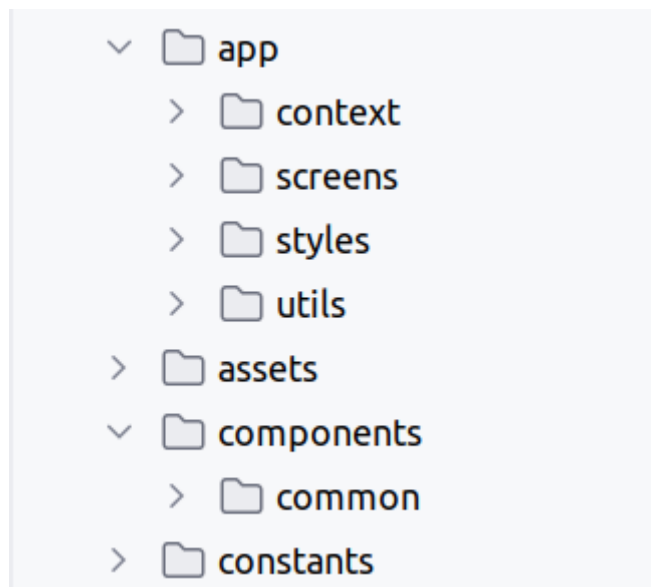 app
context
screens
styles
utils
assets
components
common
constants